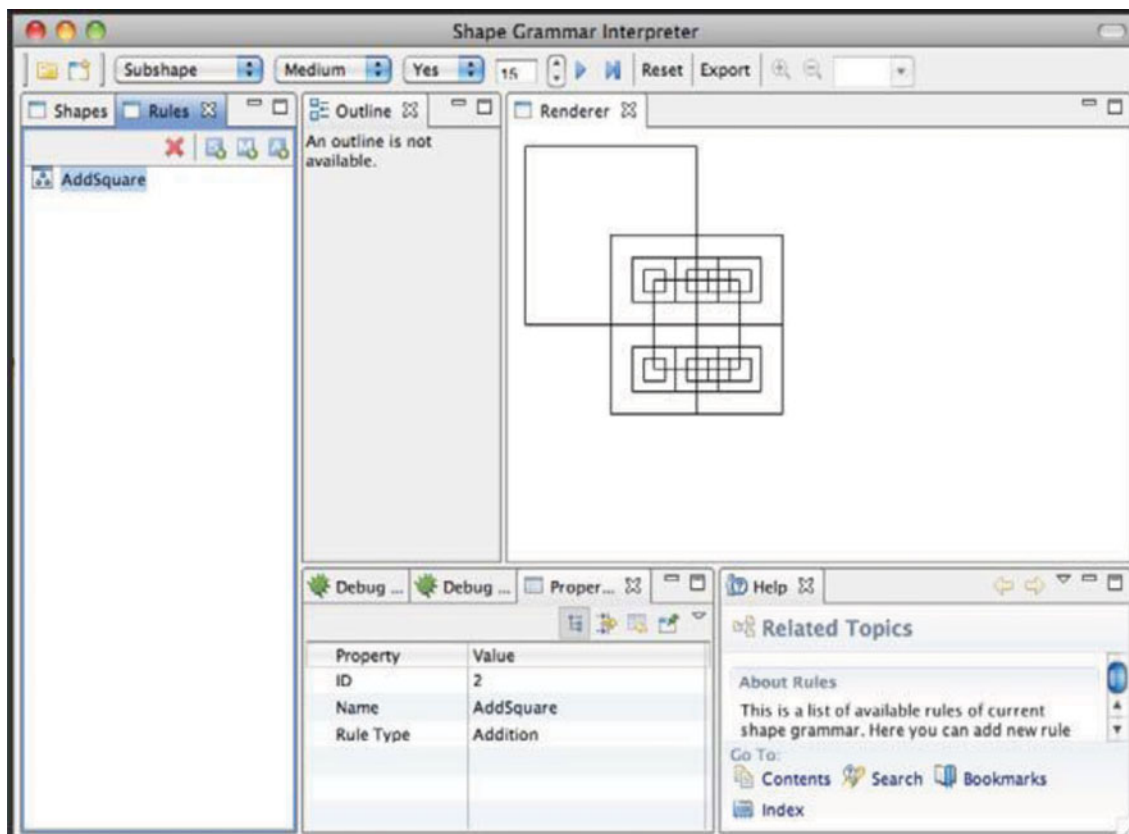 Shape Grammar Interpreter
Subshape Medium Yes 15 Reset Export
Shapes Rules
AddSquare
Outline
An outline is not
available.
Renderer
Debug ... Debug ... Proper...
Property Value
ID 2
Name AddSquare
Rule Type Addition
Help
Related Topics
About Rules
This is a list of available rules of current
shape grammar. Here you can add new rule
Go To:
Contents Search Bookmarks
Index